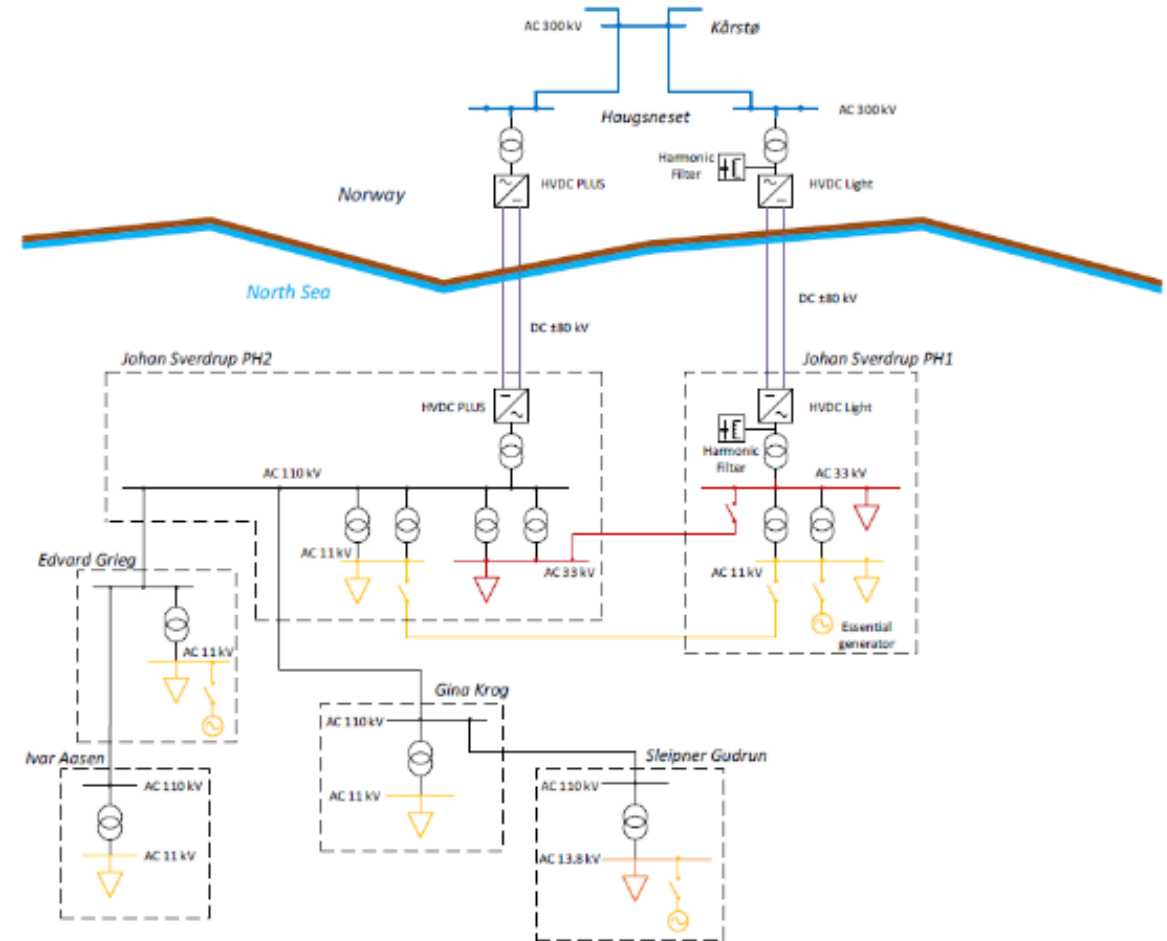 AC 300 kV
Kårstø
Haugsneset
AC 300 kV
Harmonic
Filter
HVDC PLUS
HVDC Light
Norway
North Sea
DC ±80 kV
DC ±80 kV
Johan Sverdrup PH2
Johan Sverdrup PH1
HVDC PLUS
HVDC Light
Harmonic
Filter
AC 110 kV
AC 33 kV
AC 11 kV
AC 33 kV
AC 11 kV
Edvard Grieg
Essential
generator
AC 11 kV
Gina Krog
AC 110 kV
Ivar Aasen
Sleipner Gudrun
AC 110 kV
AC 110 kV
AC 11 kV
AC 11 kV
AC 13.8 kV